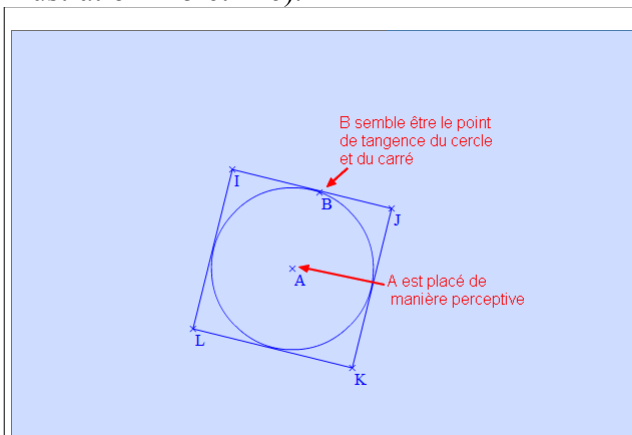 B semble être le point
de tangence du cercle
et du carré
I
B
J
A
A est placé de
manière perceptive
L
K